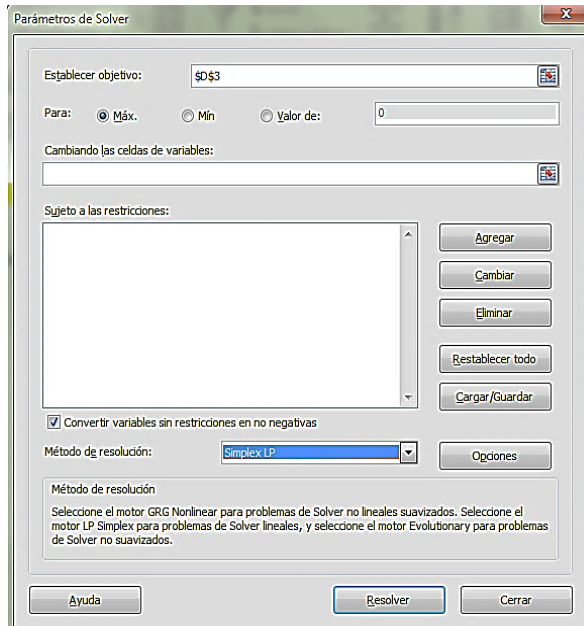 Parámetros de Solver
X
Establecer objetivo:
$D$3
Para:
Máx.
Mín
Valor de:
0
Cambiando las celdas de variables:
Sujeto a las restricciones:
Agregar
Cambiar
Eliminar
Restablecer todo
Cargar/Guardar
Convertir variables sin restricciones en no negativas
Método de resolución:
Simplex LP
Opciones
Método de resolución
Seleccione el motor GRG Nonlinear para problemas de Solver no lineales suavizados. Seleccione el
motor LP Simplex para problemas de Solver lineales, y seleccione el motor Evolutionary para problemas
de Solver no suavizados.
Ayuda
Resolver
Cerrar